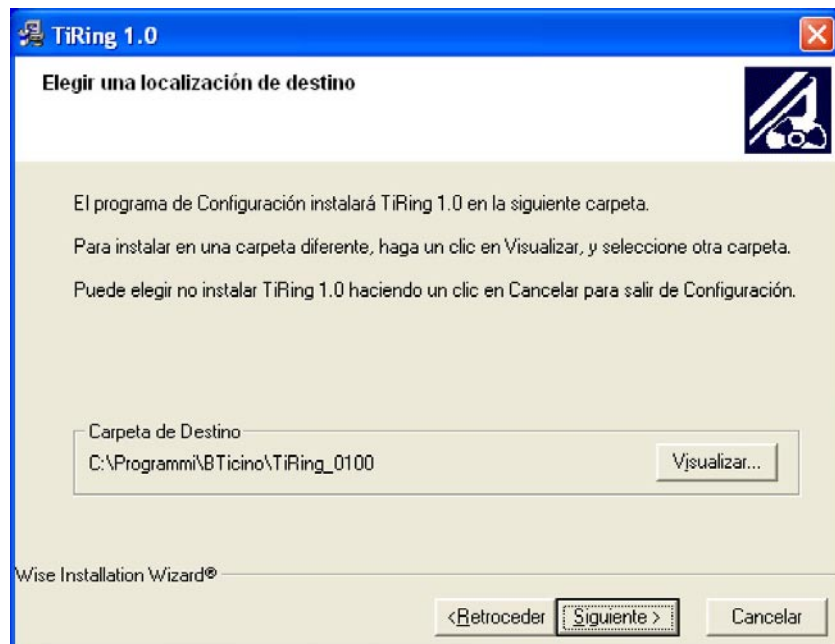 TiRing 1.0
Elegir una localización de destino
El programa de Configuración instalará TiRing 1.0 en la siguiente carpeta.
Para instalar en una carpeta diferente, haga un clic en Visualizar, y seleccione otra carpeta.
Puede elegir no instalar TiRing 1.0 haciendo un clic en Cancelar para salir de Configuración.
Carpeta de Destino
C:\Programmi\BTicino\TiRing_0100
Visualizar...
Wise Installation Wizard®
<Retroceder
Siguiente >
Cancelar